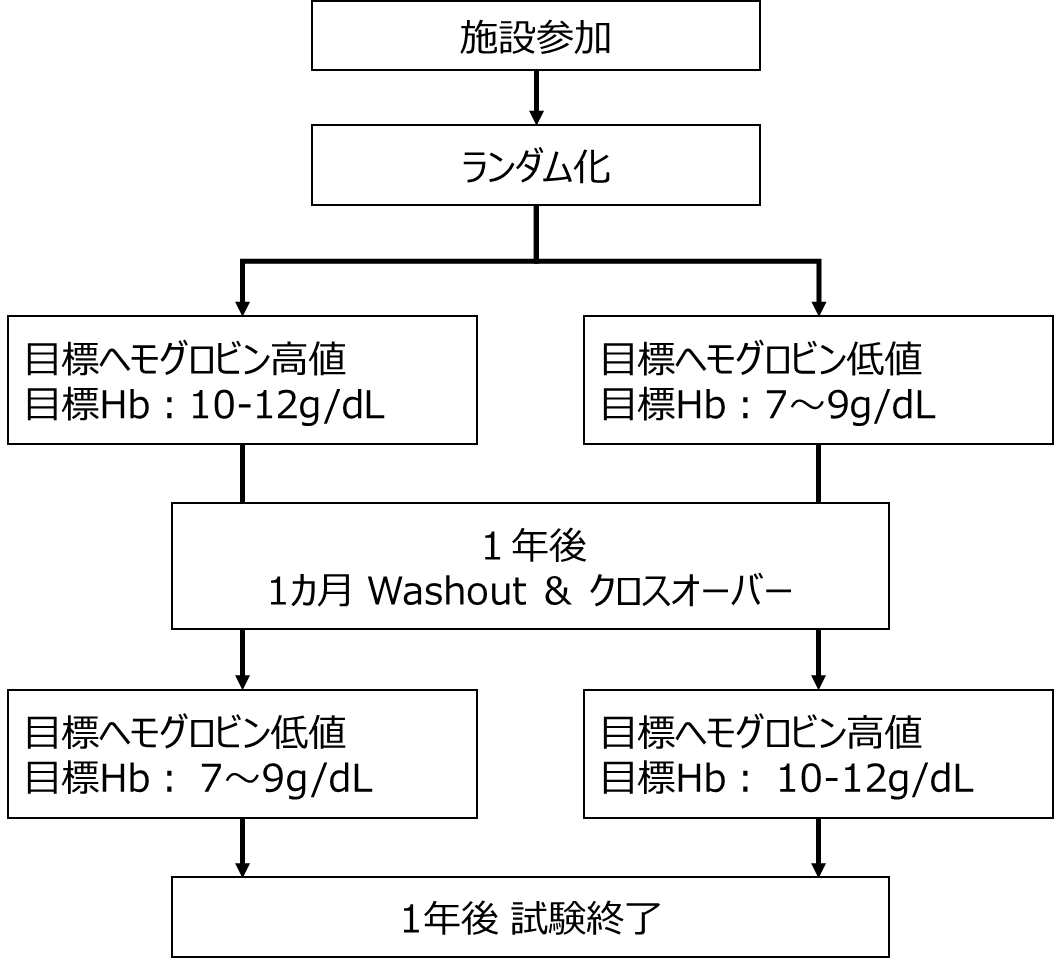 施設参加
ランダム化
目標ヘモグロビン高値
目標Hb：10-12g/dL
目標ヘモグロビン低値
目標Hb：7～9g/dL
１年後
1カ月 Washout ＆ クロスオーバー
目標ヘモグロビン低値
目標Hb： 7～9g/dL
目標ヘモグロビン高値
目標Hb： 10-12g/dL
1年後 試験終了